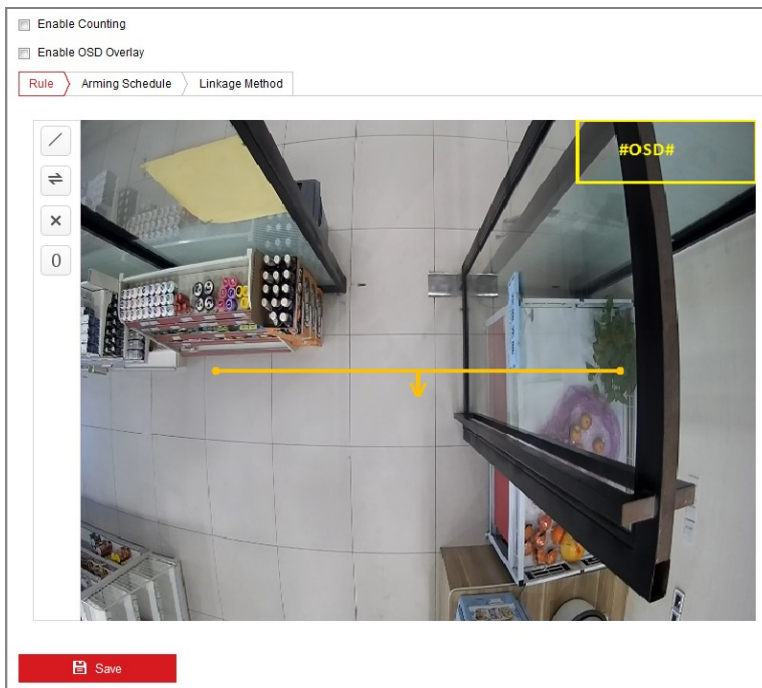 Enable Counting
Enable OSD Overlay
Rule Arming Schedule Linkage Method
#OSD#
0
Save